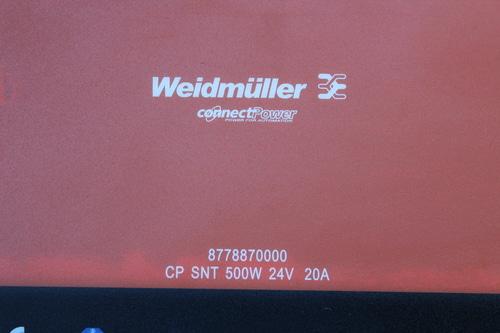 Weidmüller
connectPower
POWER FOR AUTOMATION
8778870000
CP SNT 500W 24V 20A